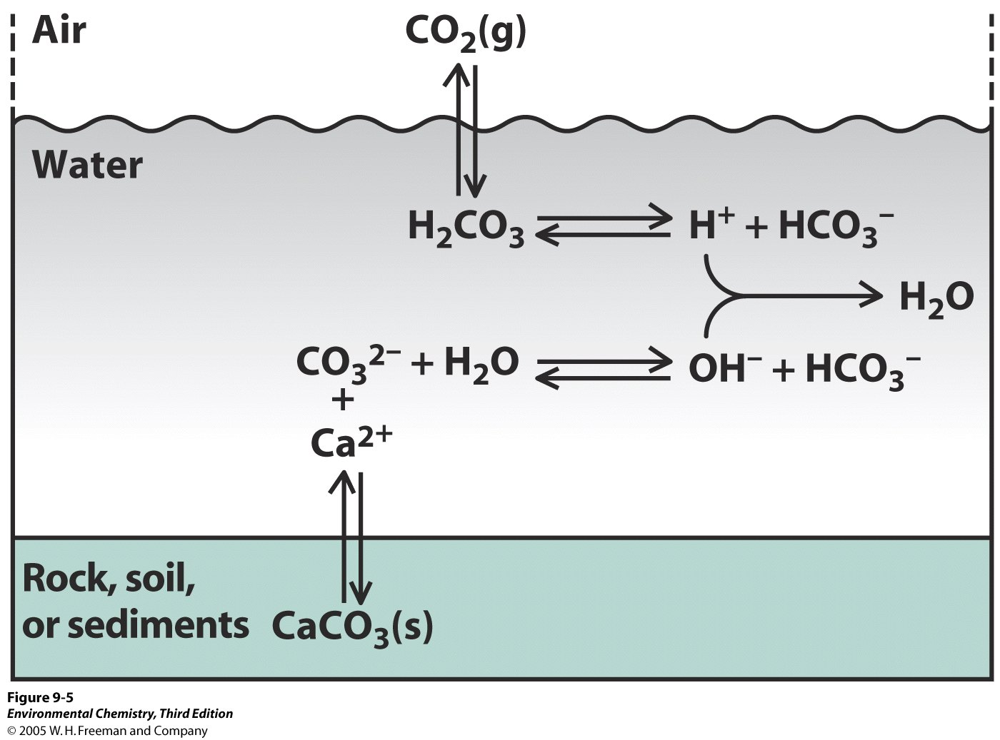 Air
CO₂(g)
Water
H₂CO₃ ⇌ H⁺ + HCO₃⁻
H₂O
CO₃²⁻ + H₂O ⇌ OH⁻ + HCO₃⁻
+
Ca²⁺
Rock, soil,
or sediments CaCO₃(s)
Figure 9-5
Environmental Chemistry, Third Edition
© 2005 W. H. Freeman and Company